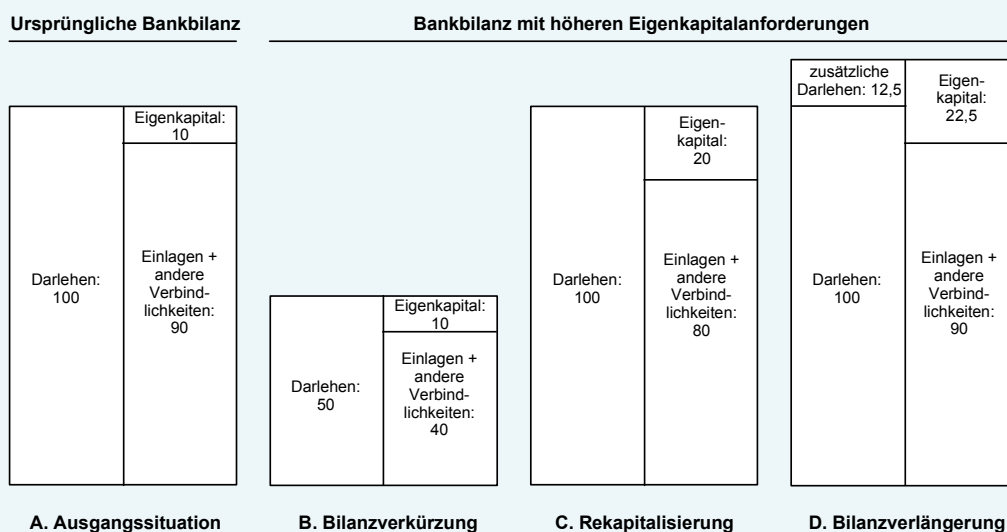 Ursprüngliche Bankbilanz
Bankbilanz mit höheren Eigenkapitalanforderungen
Darlehen:
100
Eigenkapital:
10
Einlagen +
andere
Verbind-
lichkeiten:
90
A. Ausgangssituation
Darlehen:
50
Eigenkapital:
10
Einlagen +
andere
Verbind-
lichkeiten:
40
B. Bilanzverkürzung
Darlehen:
100
Eigen-
kapital:
20
Einlagen +
andere
Verbind-
lichkeiten:
80
C. Rekapitalisierung
zusätzliche
Darlehen: 12,5
Darlehen:
100
Eigen-
kapital:
22,5
Einlagen +
andere
Verbind-
lichkeiten:
90
D. Bilanzverlängerung